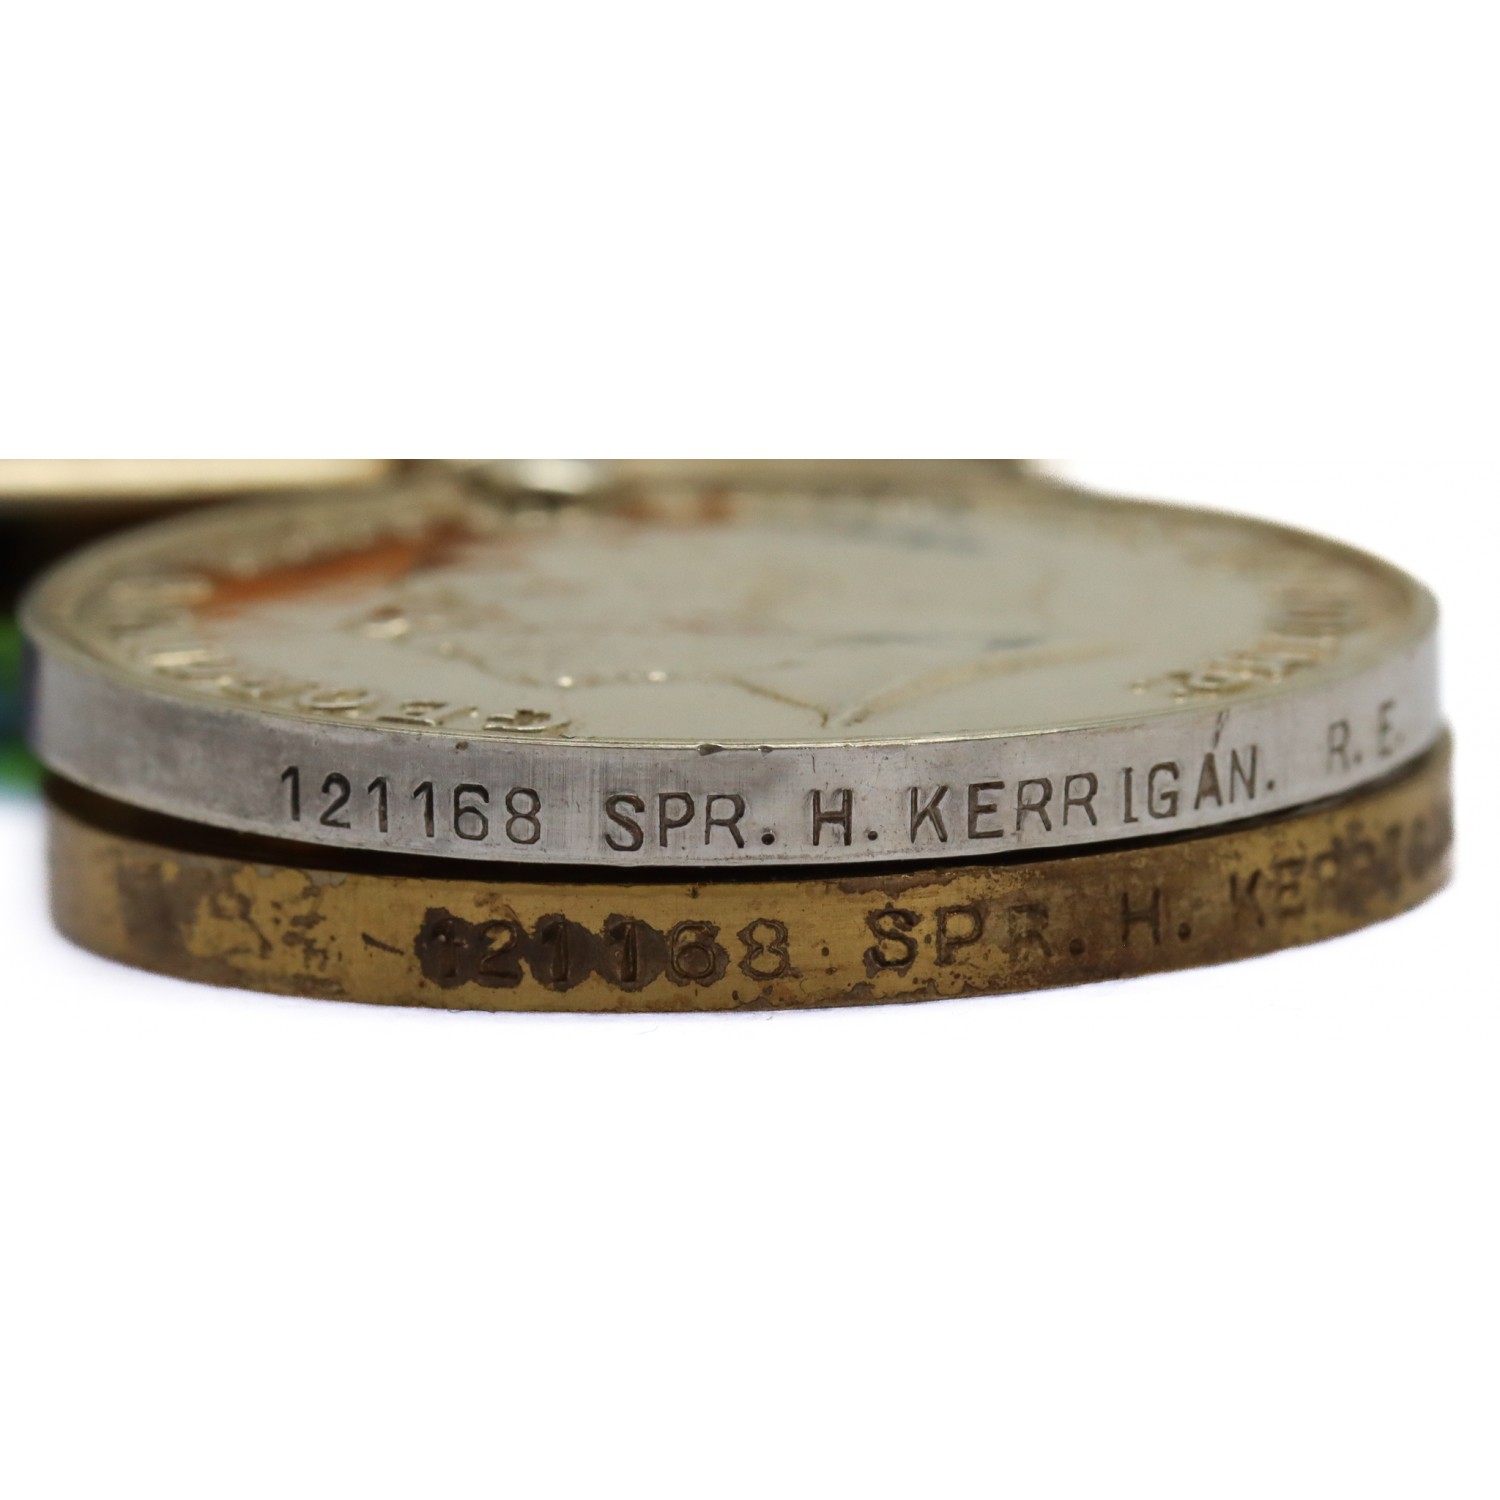 121168 SPR. H. KERRIGAN. R. E.
121168 SPR. H.